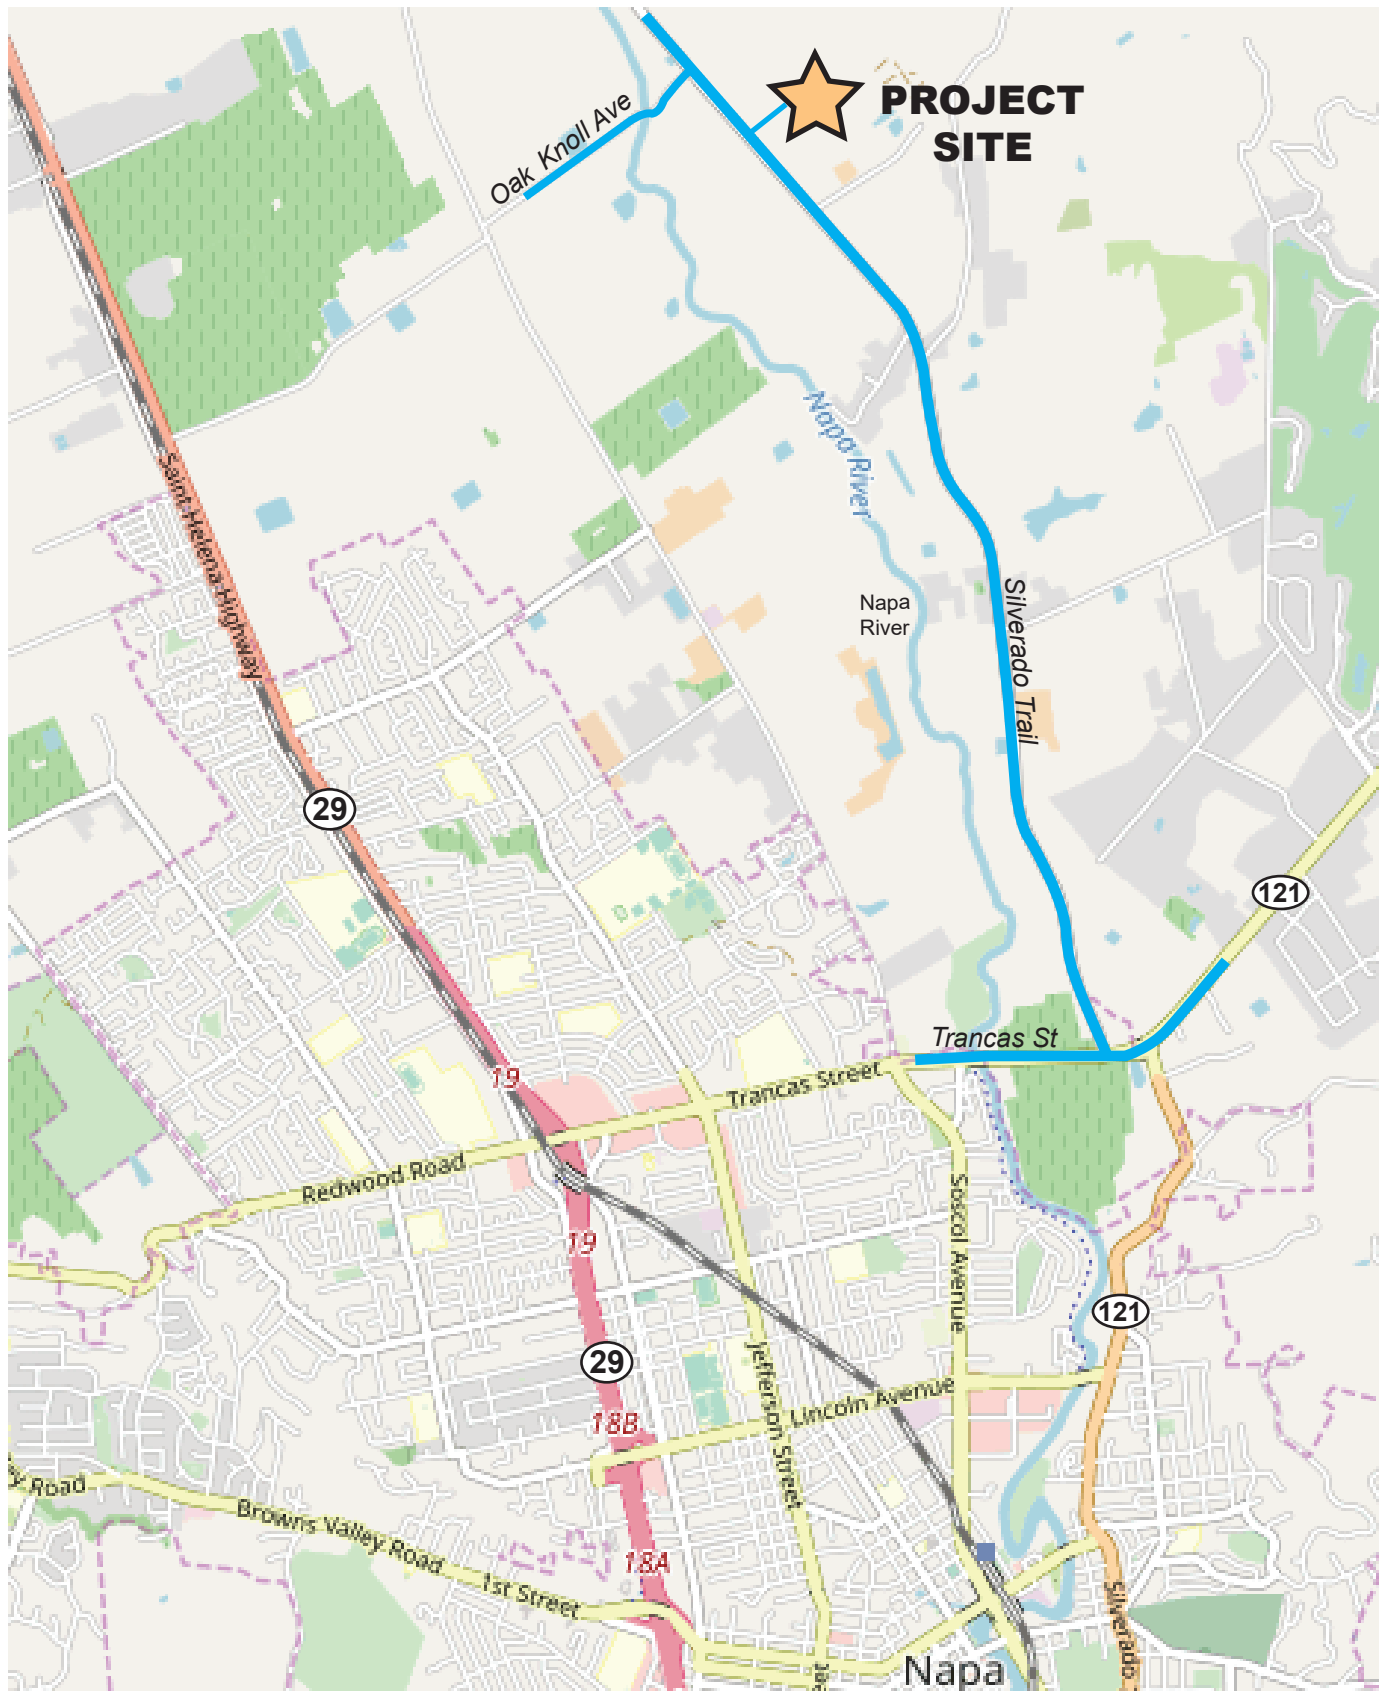 PROJECT
SITE
Oak Knoll Ave
Napa River
Saint Helena Highway
Silverado Trail
Napa
River
29
121
Trancas St
19
Trancas Street
Redwood Road
Soscol Avenue
19
121
29
Jefferson Street
Lincoln Avenue
18B
Road
Browns Valley Road
18A
1st Street
Silverado
Napa